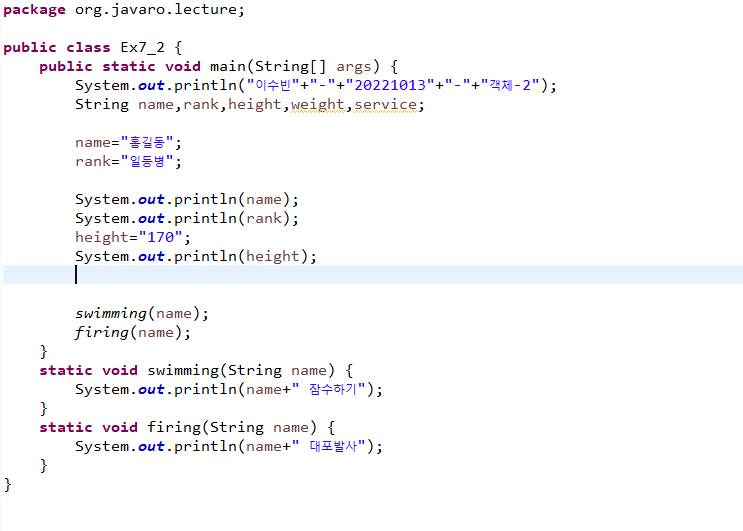 package org.javaro.lecture;
public class Ex7_2 {
public static void main(String[] args) {
System.out.println("이수빈"+"-"+"20221013"+"-"+"객체-2");
String name,rank,height,weight,service;
name="홍길동";
rank="일등병";
System.out.println(name);
System.out.println(rank);
height="170";
System.out.println(height);
swimming(name);
firing(name);
}
static void swimming(String name) {
System.out.println(name+" 잠수하기");
}
static void firing(String name) {
System.out.println(name+" 대포발사");
}
}